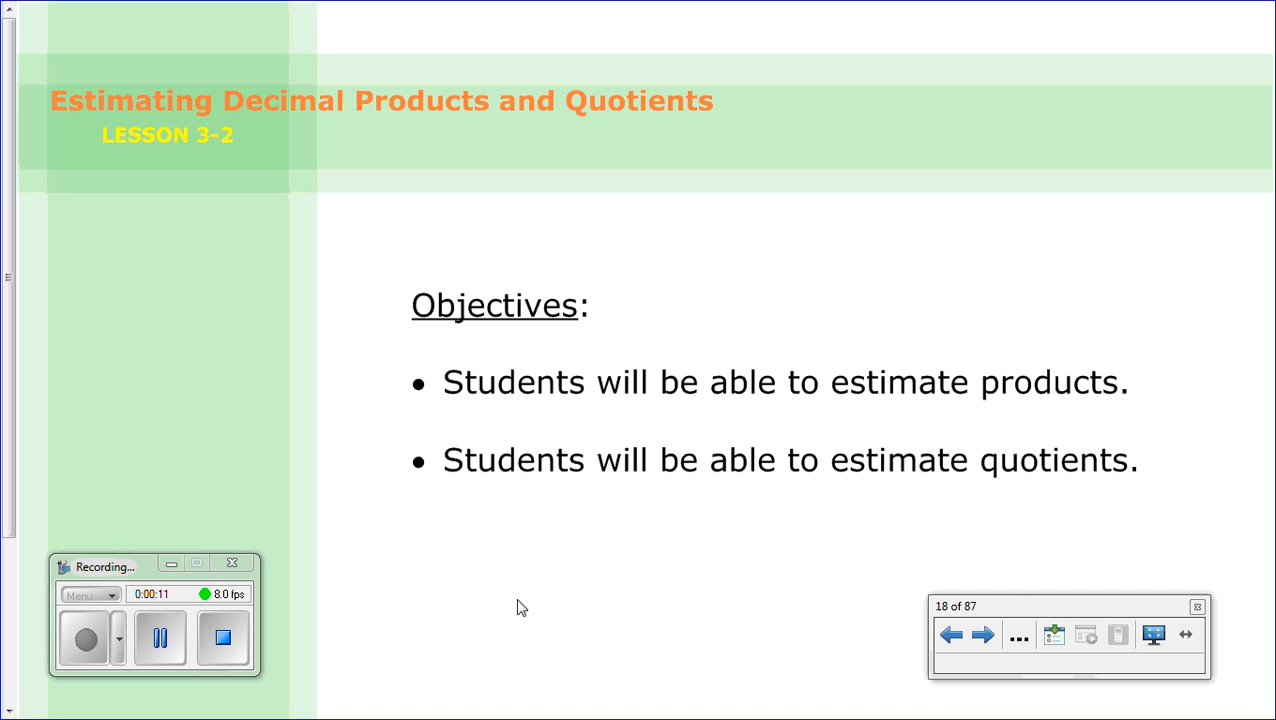 Estimating Decimal Products and Quotients
LESSON 3-2
Objectives:
• Students will be able to estimate products.
• Students will be able to estimate quotients.
Recording...
Menu
0:00:11
8.0 fps
18 of 87
...